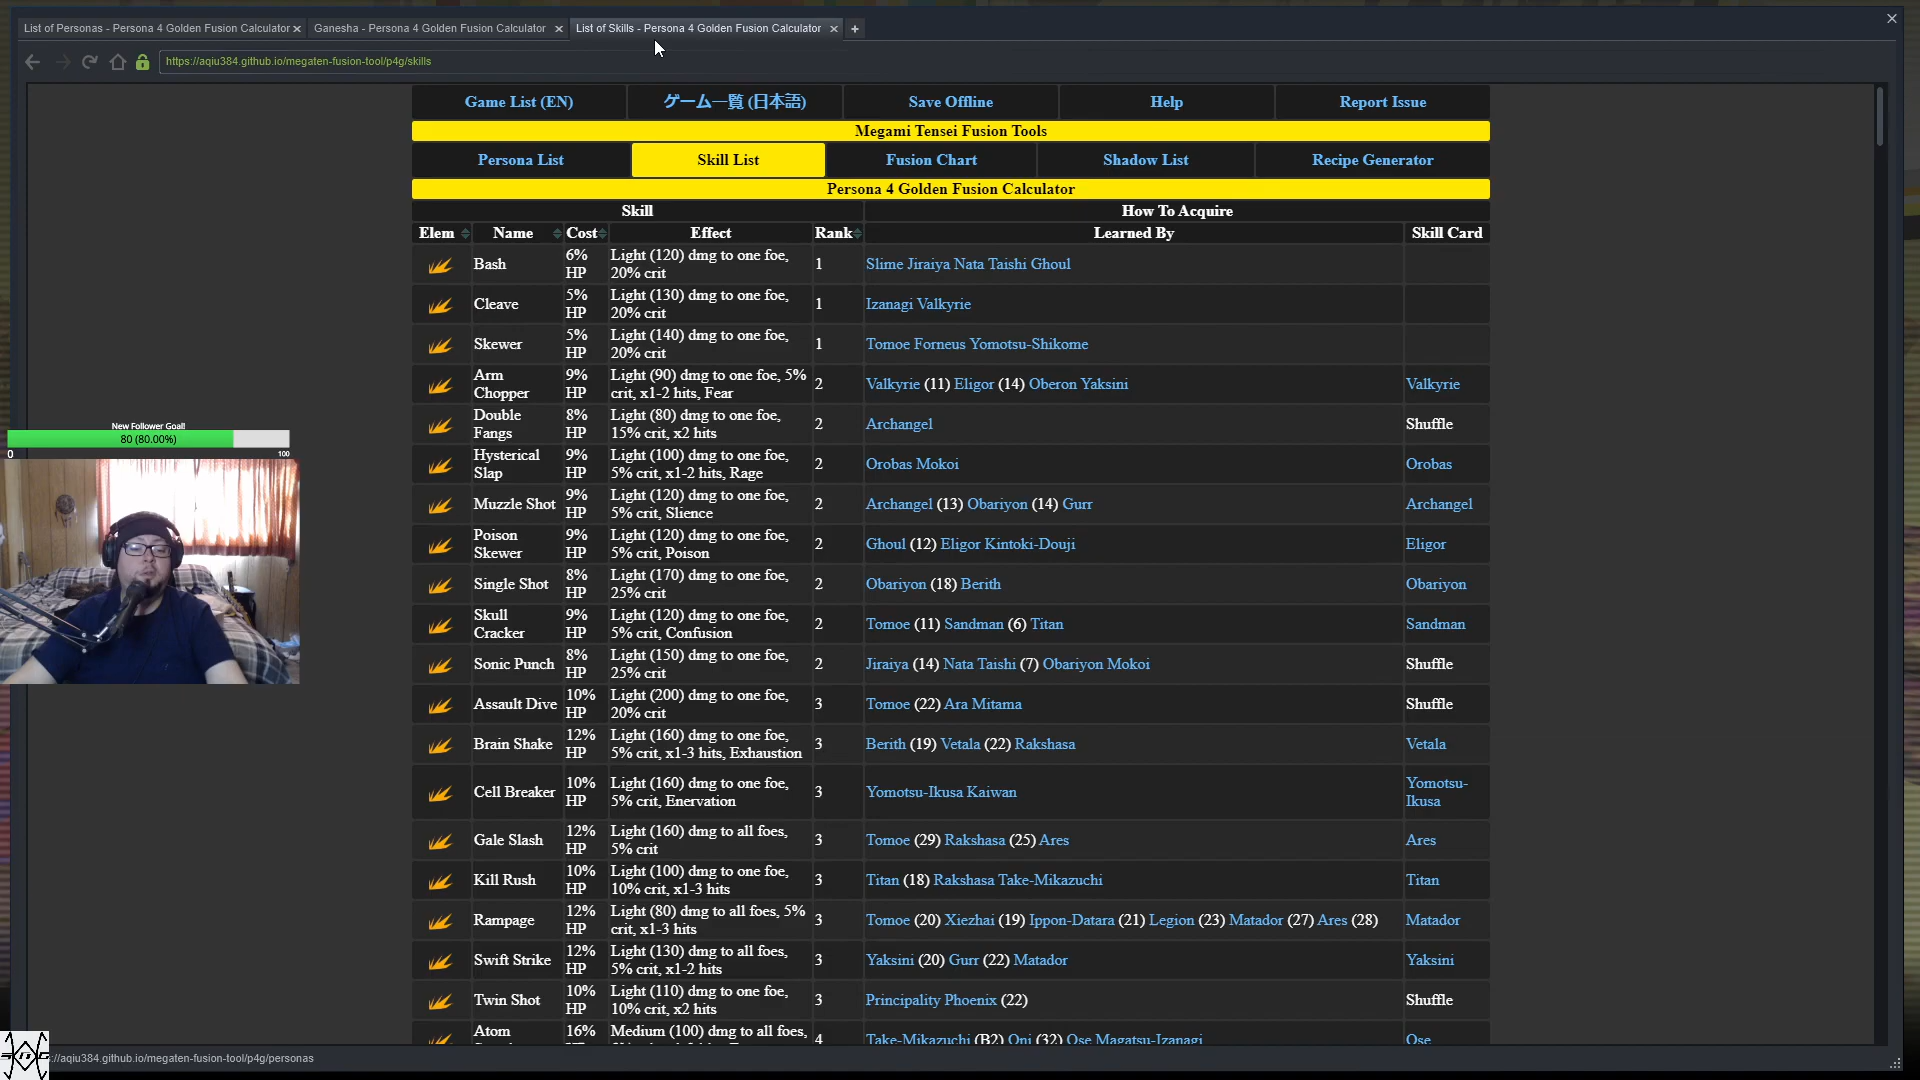 List of Personas - Persona 4 Golden Fusion Calculator
Ganesha - Persona 4 Golden Fusion Calculator
List of Skills - Persona 4 Golden Fusion Calculator
https://aqiu384.github.io/megaten-fusion-tool/p4g/skills
Game List (EN) ゲーム一覧 (日本語) Save Offline Help Report Issue
Megami Tensei Fusion Tools
Persona List Skill List Fusion Chart Shadow List Recipe Generator
Persona 4 Golden Fusion Calculator
Skill How To Acquire
Elem Name Cost Effect Rank Learned By Skill Card
Bash 6% HP Light (120) dmg to one foe, 20% crit 1 Slime Jiraiya Nata Taishi Ghoul
Cleave 5% HP Light (130) dmg to one foe, 20% crit 1 Izanagi Valkyrie
Skewer 5% HP Light (140) dmg to one foe, 20% crit 1 Tomoe Forneus Yomotsu-Shikome
Arm Chopper 9% HP Light (90) dmg to one foe, 5% crit, x1-2 hits, Fear 2 Valkyrie (11) Eligor (14) Oberon Yaksini Valkyrie
Double Fangs 8% HP Light (80) dmg to one foe, 15% crit, x2 hits 2 Archangel Shuffle
Hysterical Slap 9% HP Light (100) dmg to one foe, 5% crit, x1-2 hits, Rage 2 Orobas Mokoi Orobas
Muzzle Shot 9% HP Light (120) dmg to one foe, 5% crit, Slience 2 Archangel (13) Obariyon (14) Gurr Archangel
Poison Skewer 9% HP Light (120) dmg to one foe, 5% crit, Poison 2 Ghoul (12) Eligor Kintoki-Douji Eligor
Single Shot 8% HP Light (170) dmg to one foe, 25% crit 2 Obariyon (18) Berith Obariyon
Skull Cracker 9% HP Light (120) dmg to one foe, 5% crit, Confusion 2 Tomoe (11) Sandman (6) Titan Sandman
Sonic Punch 8% HP Light (150) dmg to one foe, 25% crit 2 Jiraiya (14) Nata Taishi (7) Obariyon Mokoi Shuffle
Assault Dive 10% HP Light (200) dmg to one foe, 20% crit 3 Tomoe (22) Ara Mitama Shuffle
Brain Shake 12% HP Light (160) dmg to one foe, 5% crit, x1-3 hits, Exhaustion 3 Berith (19) Vetala (22) Rakshasa Vetala
Cell Breaker 10% HP Light (160) dmg to one foe, 5% crit, Enervation 3 Yomotsu-Ikusa Kaiwan Yomotsu-Ikusa
Gale Slash 12% HP Light (160) dmg to all foes, 5% crit 3 Tomoe (29) Rakshasa (25) Ares Ares
Kill Rush 10% HP Light (100) dmg to one foe, 10% crit, x1-3 hits 3 Titan (18) Rakshasa Take-Mikazuchi Titan
Rampage 12% HP Light (80) dmg to all foes, 5% crit, x1-3 hits 3 Tomoe (20) Xiezhai (19) Ippon-Datara (21) Legion (23) Matador (27) Ares (28) Matador
Swift Strike 12% HP Light (130) dmg to all foes, 5% crit, x1-2 hits 3 Yaksini (20) Gurr (22) Matador Yaksini
Twin Shot 10% HP Light (110) dmg to one foe, 10% crit, x2 hits 3 Principality Phoenix (22) Shuffle
Atom 16% Medium (100) dmg to all foes, 4 Take-Mikazuchi (B2) Oni (32) Ose Magatsu-Izanagi Ose
New Follower Goal!
80 (80.00%)
0 100
://aqiu384.github.io/megaten-fusion-tool/p4g/personas